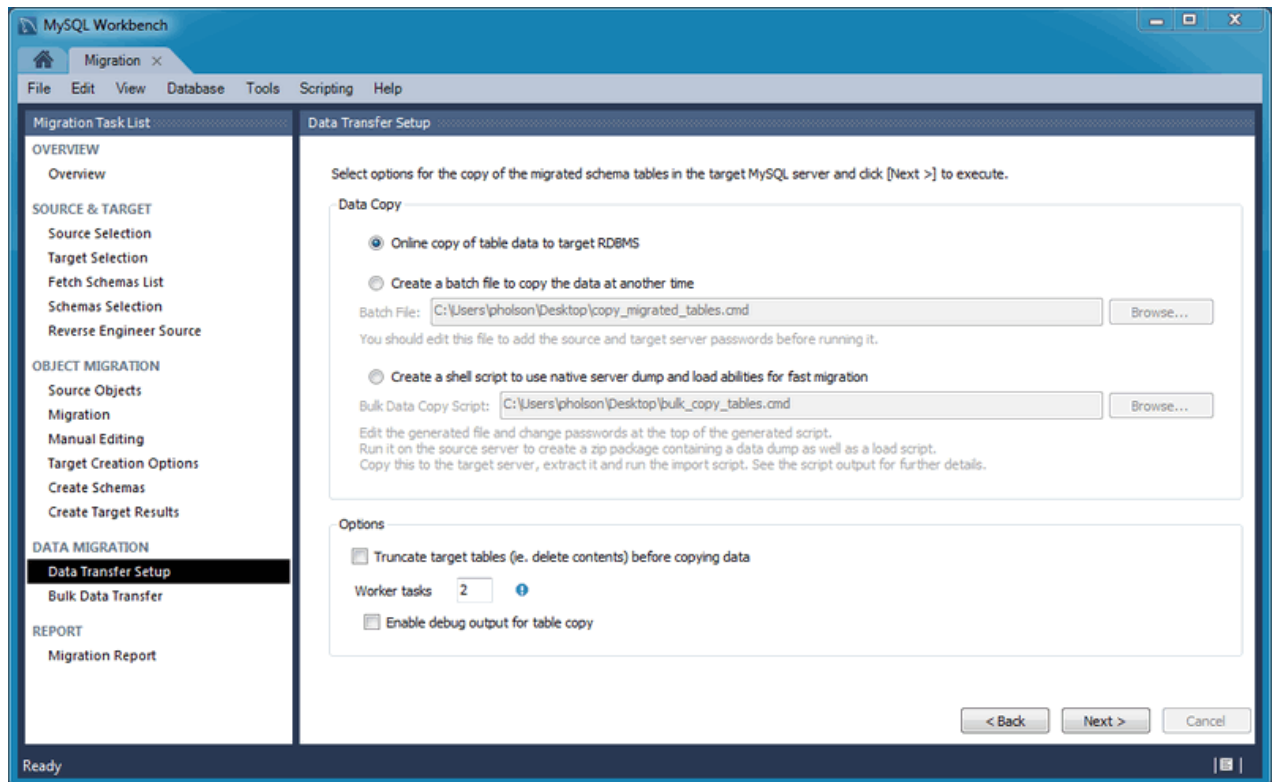 MySQL Workbench
Migration
File Edit View Database Tools Scripting Help
Migration Task List
OVERVIEW
Overview
SOURCE & TARGET
Source Selection
Target Selection
Fetch Schemas List
Schemas Selection
Reverse Engineer Source
OBJECT MIGRATION
Source Objects
Migration
Manual Editing
Target Creation Options
Create Schemas
Create Target Results
DATA MIGRATION
Data Transfer Setup
Bulk Data Transfer
REPORT
Migration Report
Data Transfer Setup
Select options for the copy of the migrated schema tables in the target MySQL server and click [Next >] to execute.
Data Copy
Online copy of table data to target RDBMS
Create a batch file to copy the data at another time
Batch File: C:\Users\pholson\Desktop\copy_migrated_tables.cmd Browse...
You should edit this file to add the source and target server passwords before running it.
Create a shell script to use native server dump and load abilities for fast migration
Bulk Data Copy Script: C:\Users\pholson\Desktop\bulk_copy_tables.cmd Browse...
Edit the generated file and change passwords at the top of the generated script.
Run it on the source server to create a zip package containing a data dump as well as a load script.
Copy this to the target server, extract it and run the import script. See the script output for further details.
Options
Truncate target tables (ie. delete contents) before copying data
Worker tasks 2
Enable debug output for table copy
< Back Next > Cancel
Ready